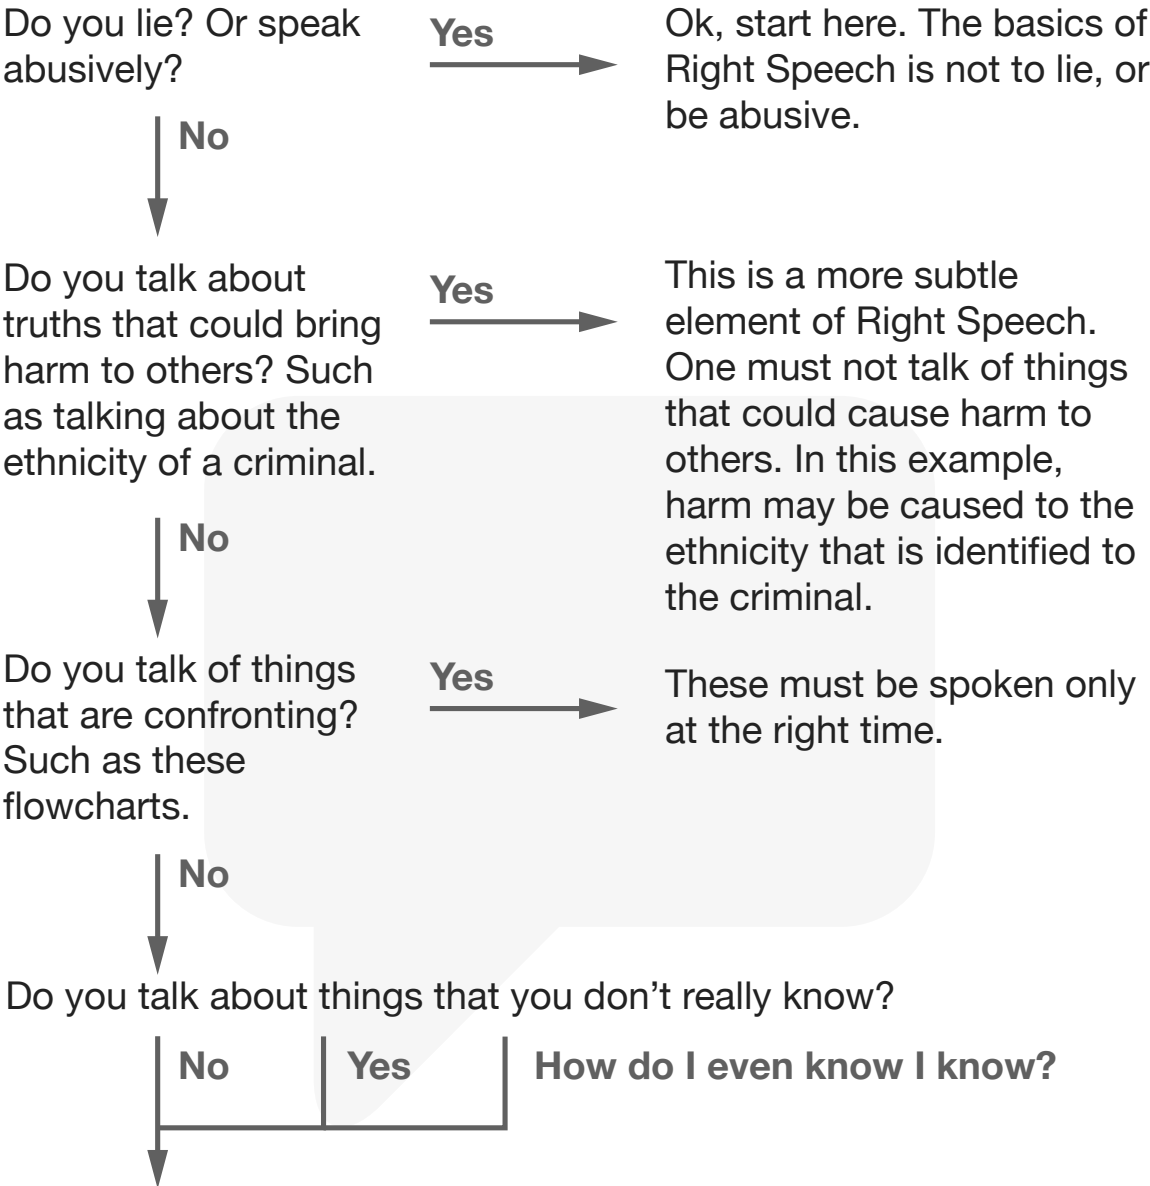 Do you lie? Or speak
abusively?
Yes
Ok, start here. The basics of
Right Speech is not to lie, or
be abusive.
No
Do you talk about
truths that could bring
harm to others? Such
as talking about the
ethnicity of a criminal.
Yes
This is a more subtle
element of Right Speech.
One must not talk of things
that could cause harm to
others. In this example,
harm may be caused to the
ethnicity that is identified to
the criminal.
No
Do you talk of things
that are confronting?
Such as these
flowcharts.
Yes
These must be spoken only
at the right time.
No
Do you talk about things that you don’t really know?
No
Yes
How do I even know I know?